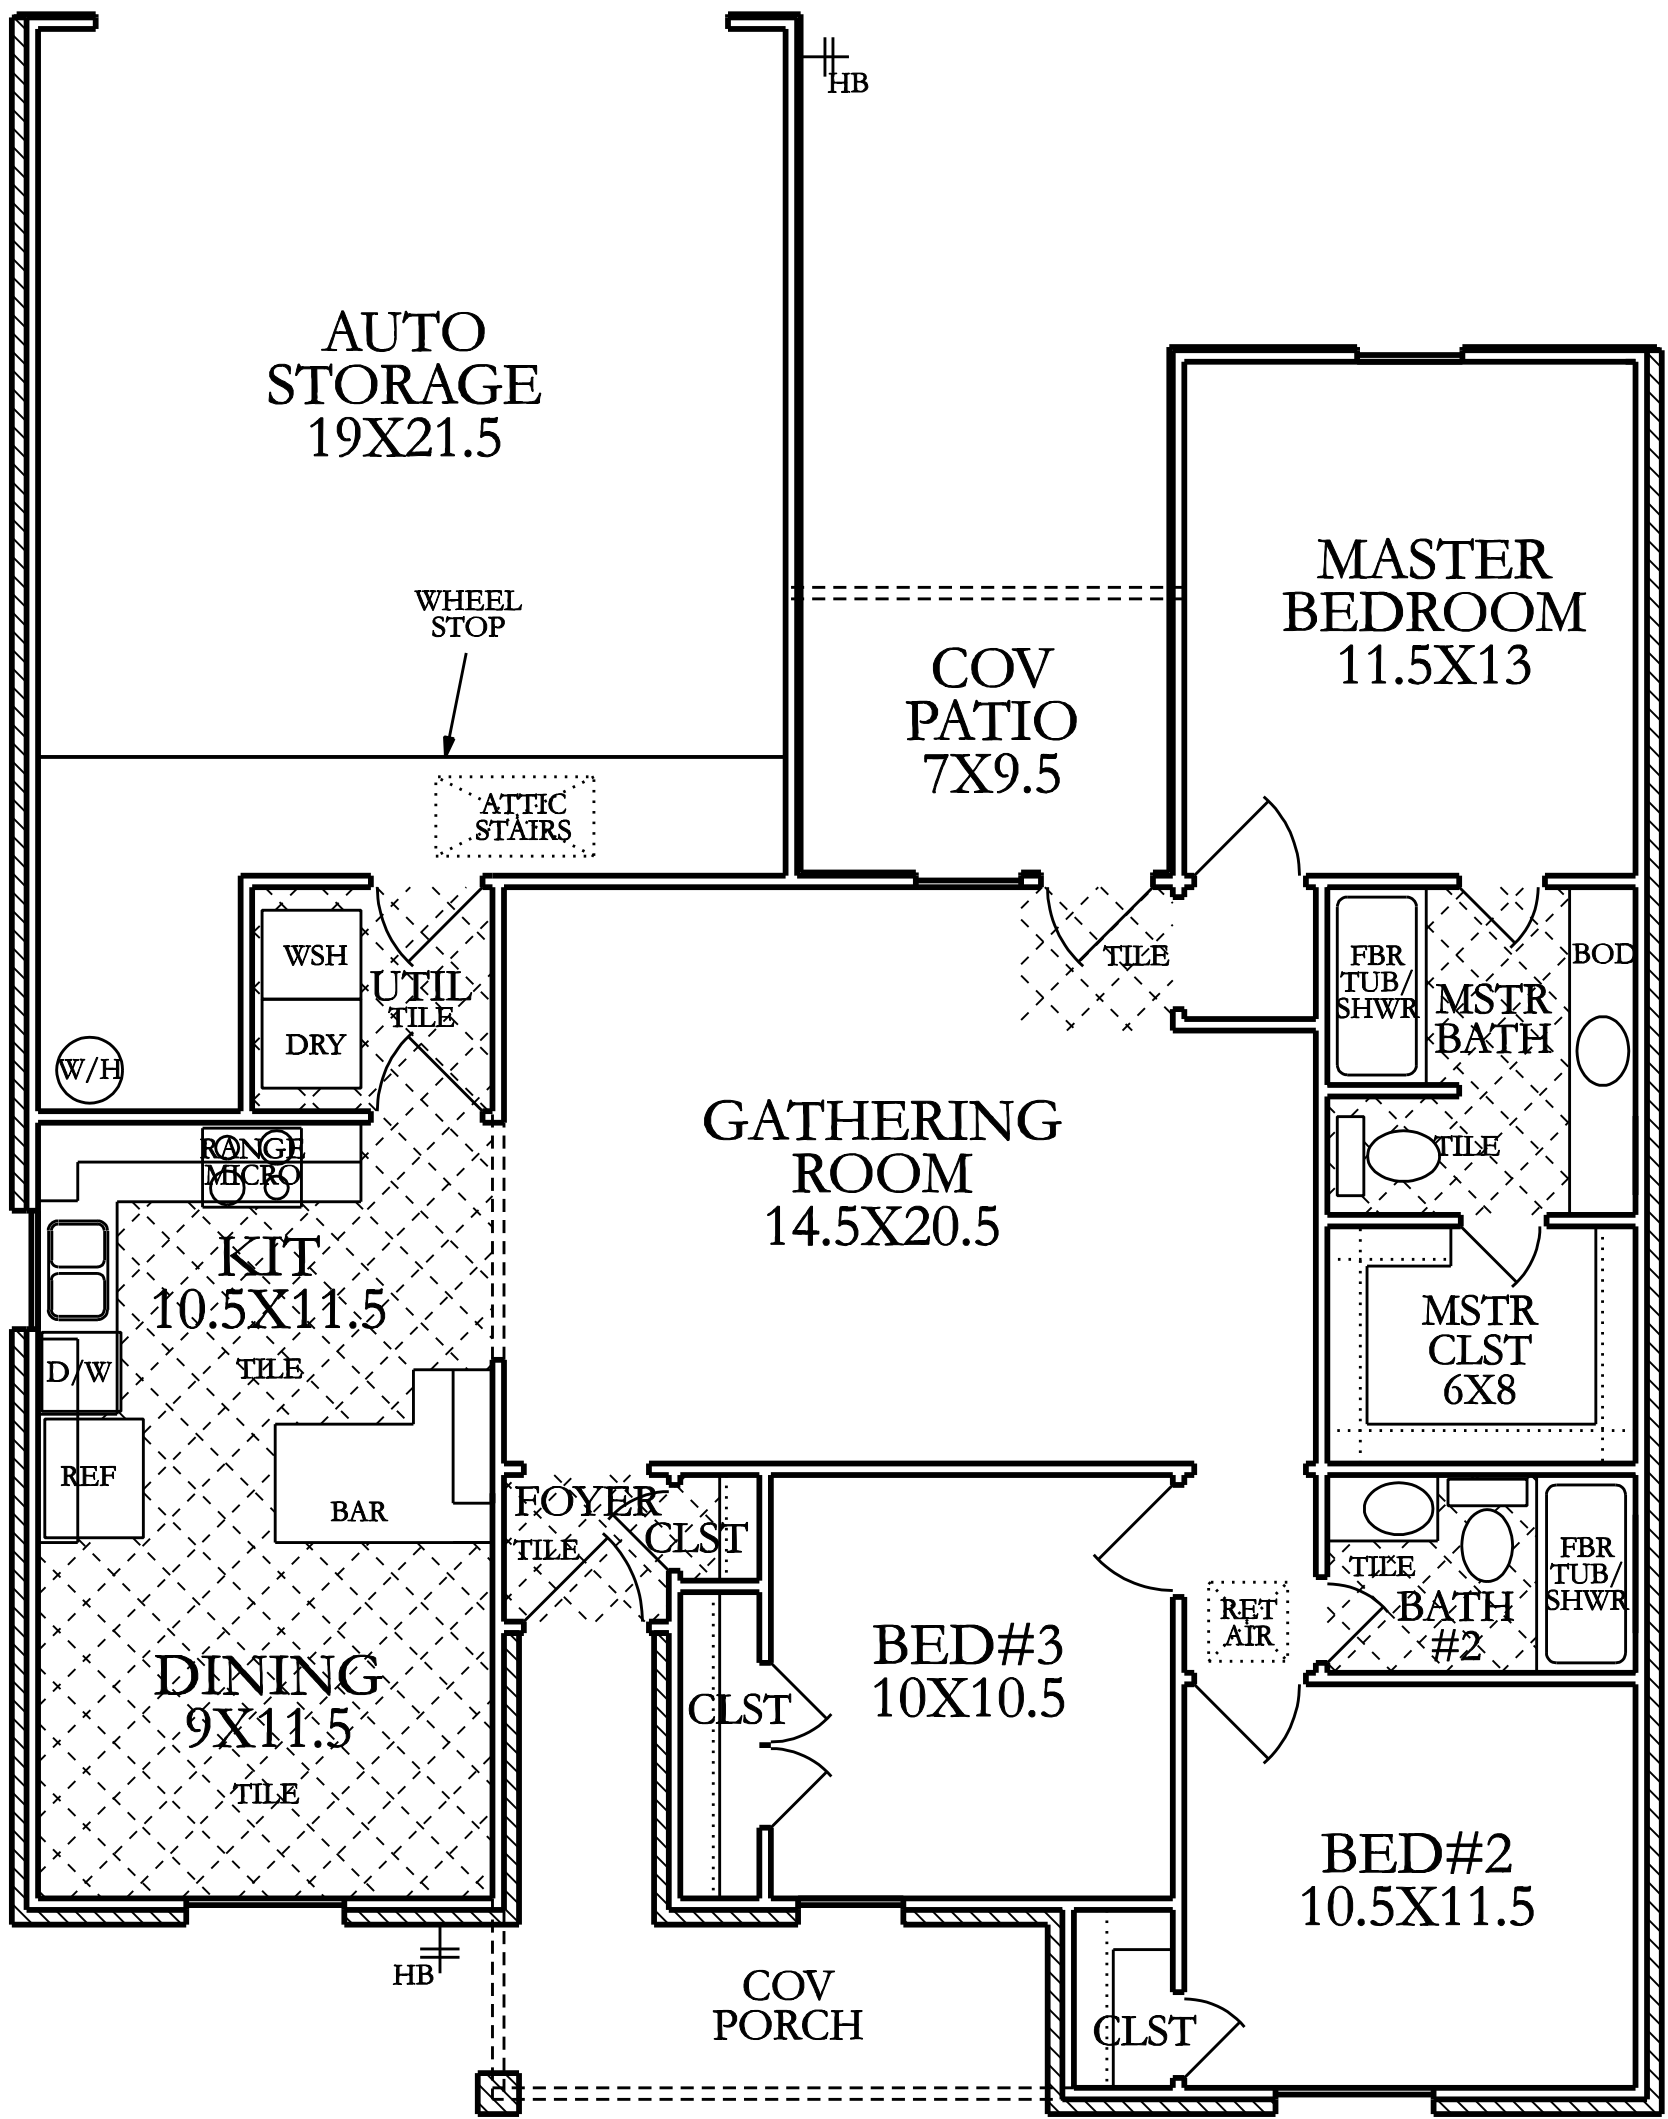 HB
AUTO
STORAGE
19X21.5
MASTER
BEDROOM
11.5X13
WHEEL
STOP
COV
PATIO
7X9.5
ATTIC
STAIRS
WSH
UTIL
TILE
DRY
W/H
TILE
FBR
TUB/
SHWR
MSTR
BATH
BOD
TILE
RANGE
MICRO
GATHERING
ROOM
14.5X20.5
KIT
10.5X11.5
TILE
D/W
REF
BAR
MSTR
CLST
6X8
FOYER
TILE
CLST
TILE
BATH
#2
FBR
TUB/
SHWR
RET
AIR
BED#3
10X10.5
CLST
DINING
9X11.5
TILE
BED#2
10.5X11.5
HB
COV
PORCH
CLST